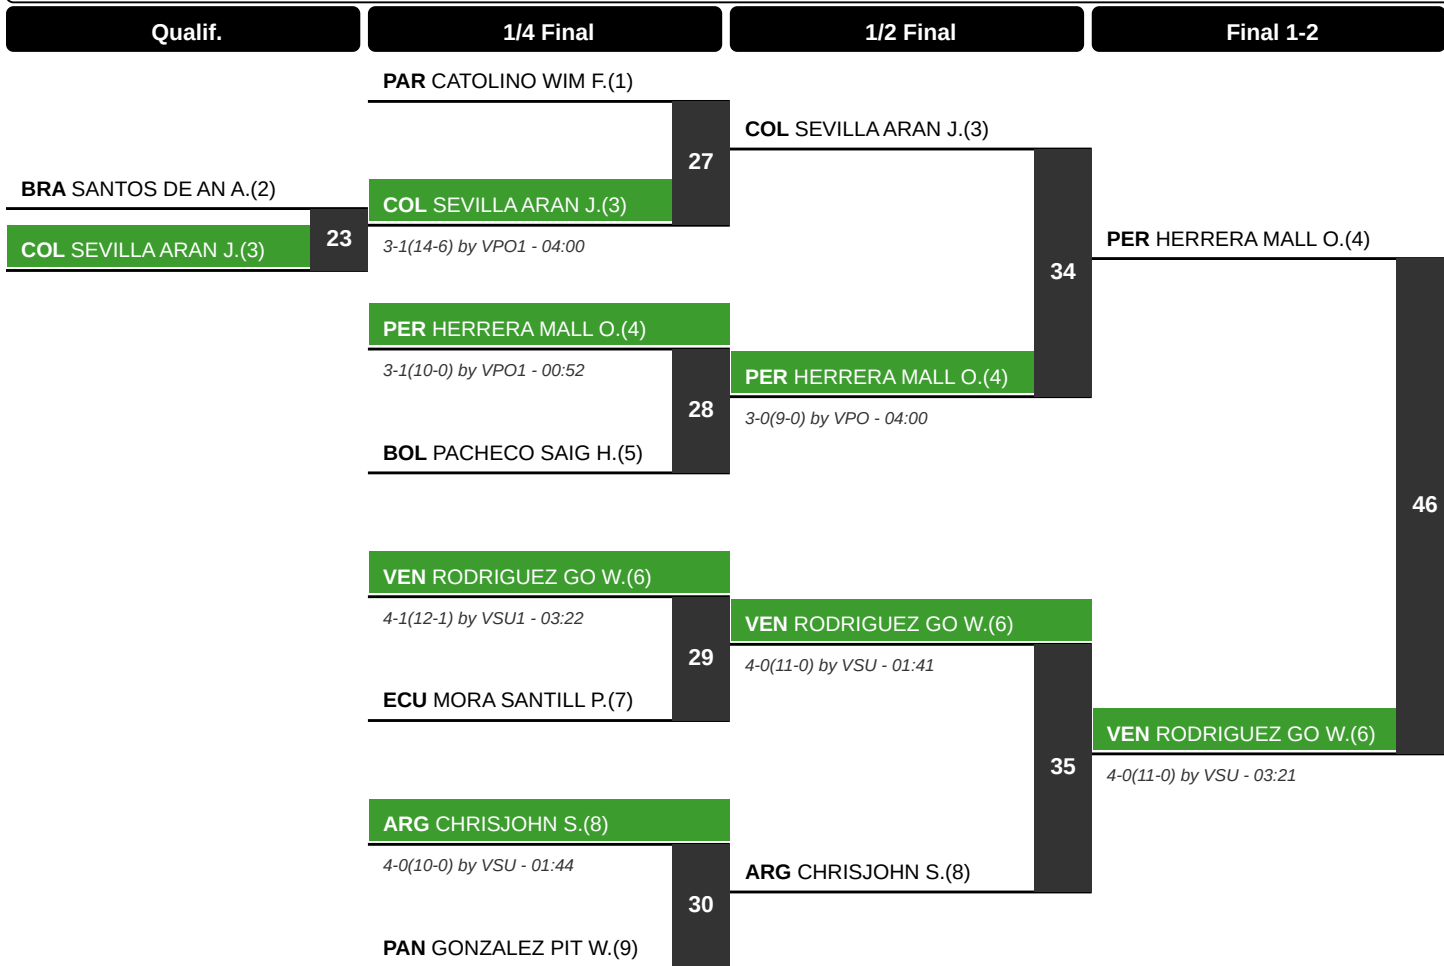 Qualif.
1/4 Final
1/2 Final
Final 1-2
PAR CATOLINO WIM F.(1)
COL SEVILLA ARAN J.(3)
27
BRA SANTOS DE AN A.(2)
COL SEVILLA ARAN J.(3)
23
COL SEVILLA ARAN J.(3)
3-1(14-6) by VPO1 - 04:00
PER HERRERA MALL O.(4)
34
PER HERRERA MALL O.(4)
3-1(10-0) by VPO1 - 00:52
PER HERRERA MALL O.(4)
3-0(9-0) by VPO - 04:00
28
BOL PACHECO SAIG H.(5)
46
VEN RODRIGUEZ GO W.(6)
4-1(12-1) by VSU1 - 03:22
VEN RODRIGUEZ GO W.(6)
4-0(11-0) by VSU - 01:41
29
ECU MORA SANTILL P.(7)
VEN RODRIGUEZ GO W.(6)
4-0(11-0) by VSU - 03:21
35
ARG CHRISJOHN S.(8)
4-0(10-0) by VSU - 01:44
ARG CHRISJOHN S.(8)
30
PAN GONZALEZ PIT W.(9)